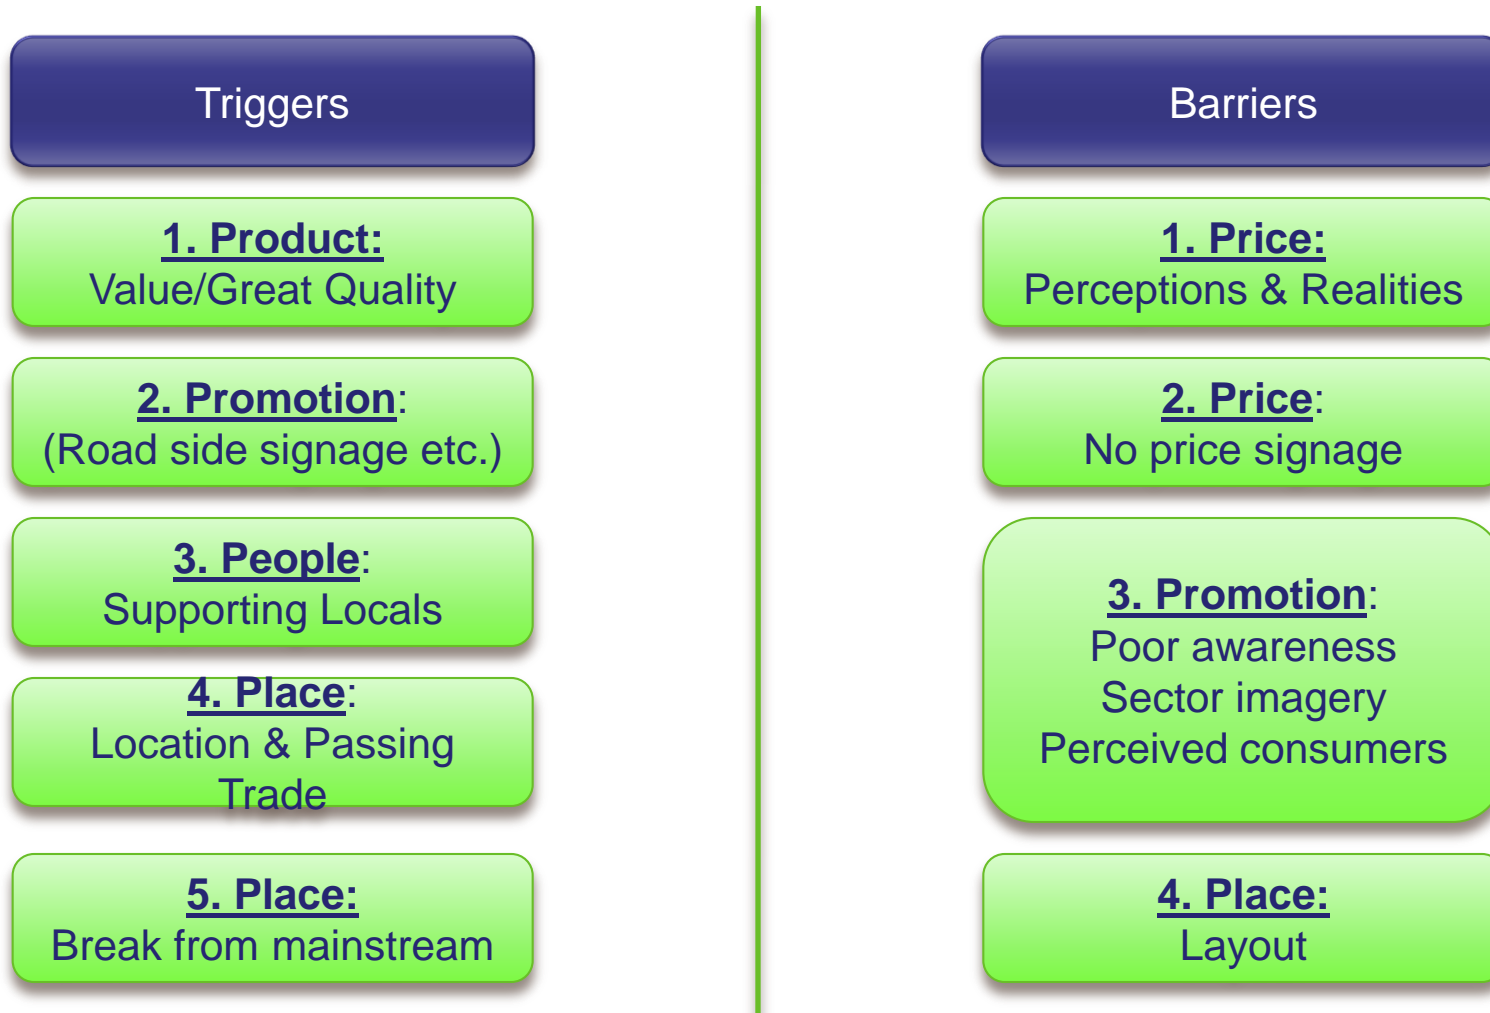 Triggers
1. Product:
Value/Great Quality
2. Promotion:
(Road side signage etc.)
3. People:
Supporting Locals
4. Place:
Location & Passing
Trade
5. Place:
Break from mainstream
Barriers
1. Price:
Perceptions & Realities
2. Price:
No price signage
3. Promotion:
Poor awareness
Sector imagery
Perceived consumers
4. Place:
Layout